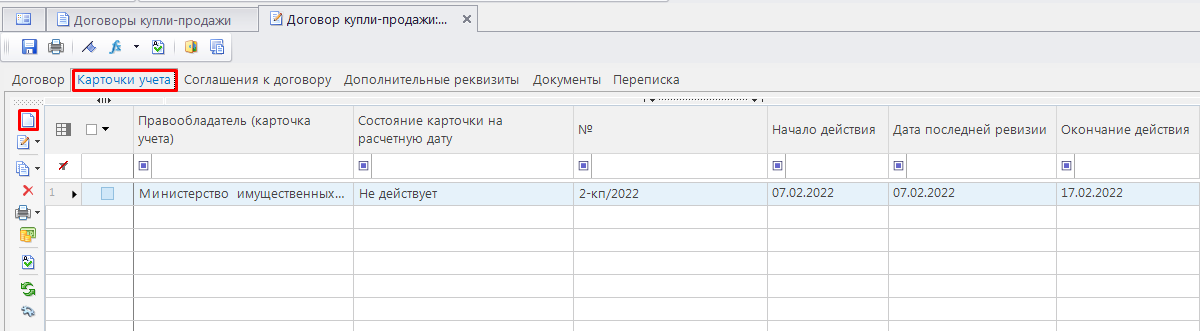 Договоры купли-продажи
Договор купли-продажи:...
Договор Карточки учета Соглашения к договору Дополнительные реквизиты Документы Переписка
Правообладатель (карточка учета)
Состояние карточки на расчетную дату
№
Начало действия
Дата последней ревизии
Окончание действия
1 Министерство имущественных... Не действует 2-кп/2022 07.02.2022 07.02.2022 17.02.2022